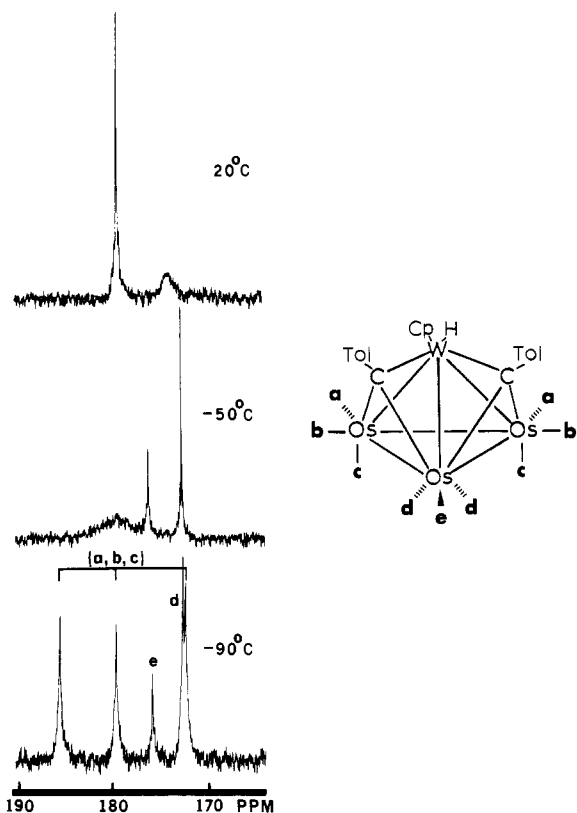 20°C
-50°C
{a, b, c}
d
e
-90°C
190 180 170 PPM
Cp H
Tol W Tol
C C
a a
b Os Os b
c c
Os
d d
e